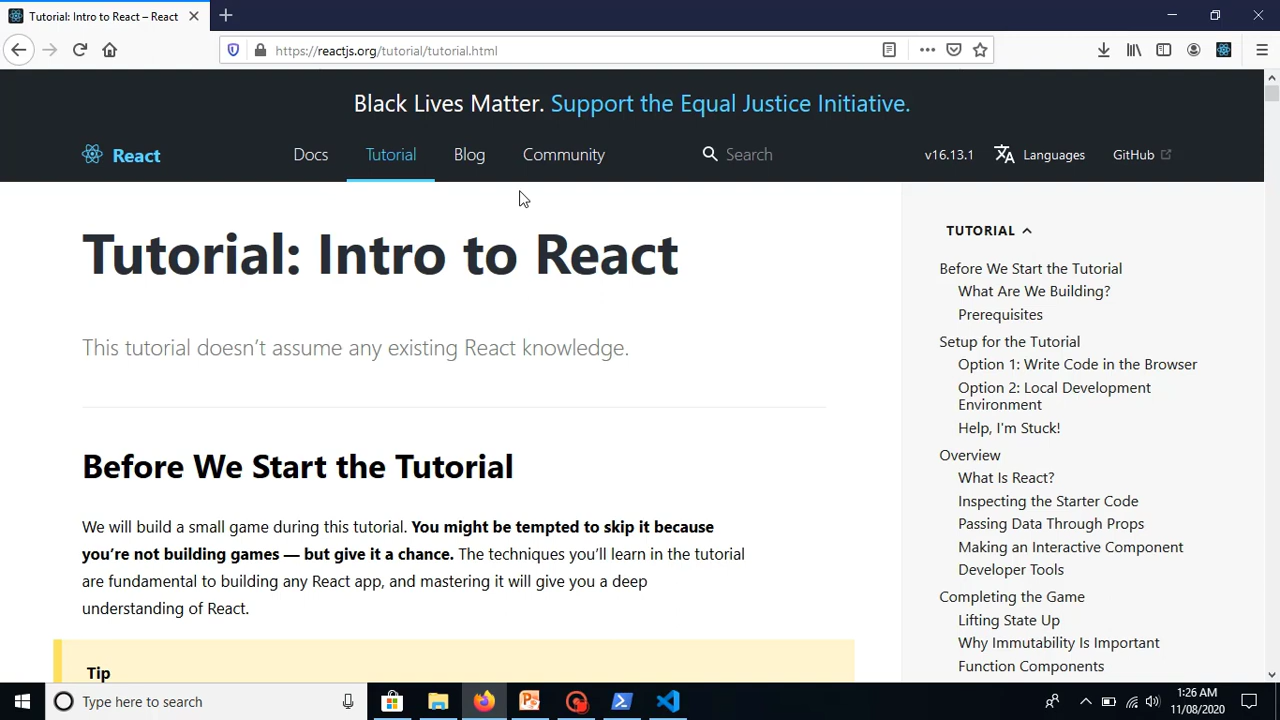 Tutorial: Intro to React – React
https://reactjs.org/tutorial/tutorial.html
Black Lives Matter. Support the Equal Justice Initiative.
React
Docs
Tutorial
Blog
Community
Search
v16.13.1
Languages
GitHub
Tutorial: Intro to React
This tutorial doesn’t assume any existing React knowledge.
Before We Start the Tutorial
We will build a small game during this tutorial. You might be tempted to skip it because
you’re not building games — but give it a chance. The techniques you’ll learn in the tutorial
are fundamental to building any React app, and mastering it will give you a deep
understanding of React.
Tip
TUTORIAL
Before We Start the Tutorial
What Are We Building?
Prerequisites
Setup for the Tutorial
Option 1: Write Code in the Browser
Option 2: Local Development
Environment
Help, I'm Stuck!
Overview
What Is React?
Inspecting the Starter Code
Passing Data Through Props
Making an Interactive Component
Developer Tools
Completing the Game
Lifting State Up
Why Immutability Is Important
Function Components
Type here to search
1:26 AM
11/08/2020